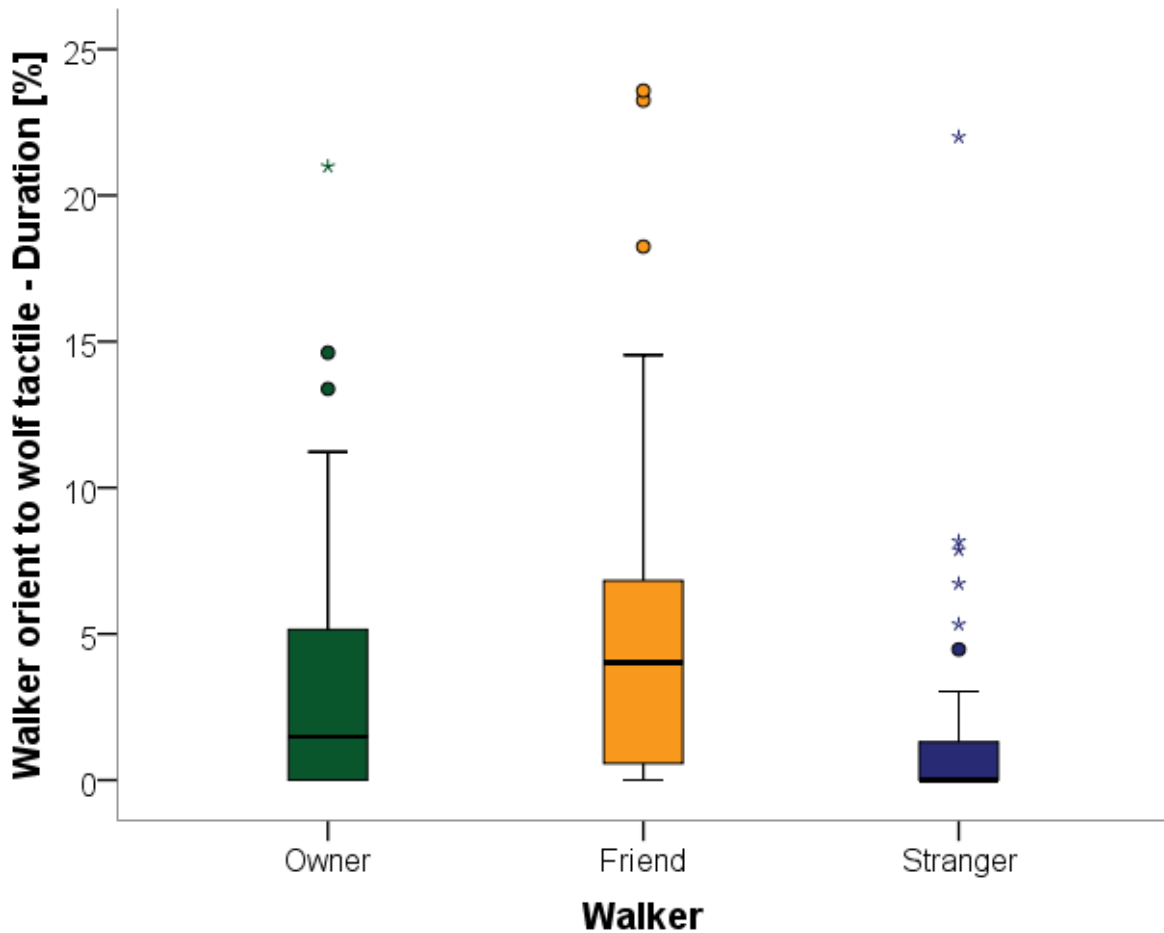 Walker orient to wolf tactile - Duration [%]
25
20
15
10
5
0
Owner Friend Stranger
Walker